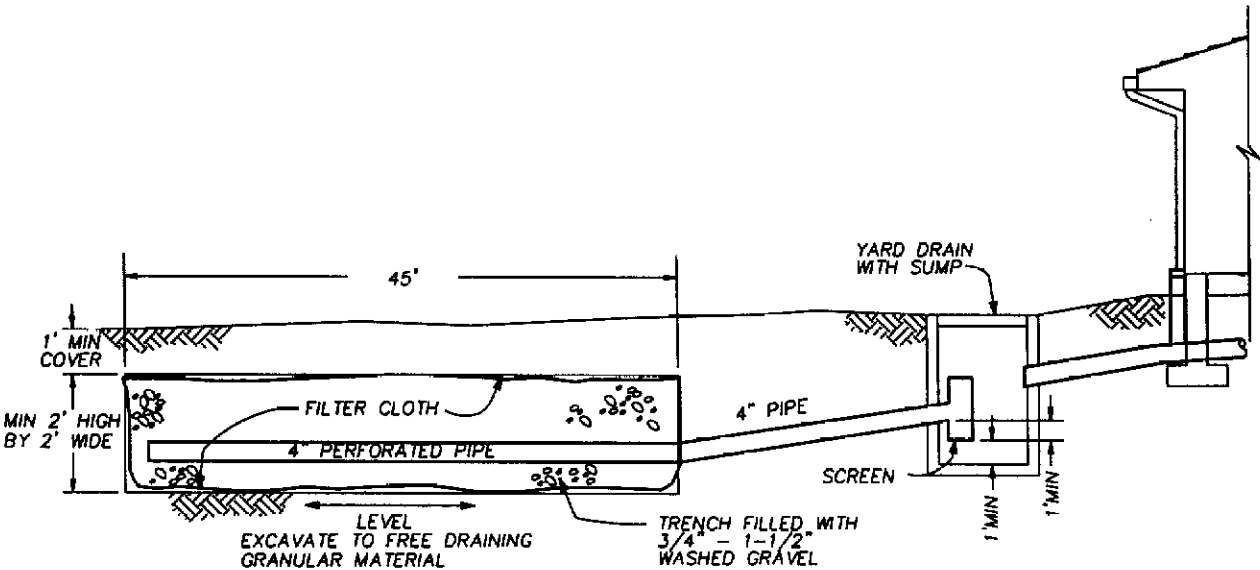 YARD DRAIN
WITH SUMP
45'
1' MIN
COVER
MIN 2' HIGH
BY 2' WIDE
FILTER CLOTH
4" PIPE
4" PERFORATED PIPE
SCREEN
1'MIN
1'MIN
LEVEL
EXCAVATE TO FREE DRAINING
GRANULAR MATERIAL
TRENCH FILLED WITH
3/4" - 1-1/2"
WASHED GRAVEL